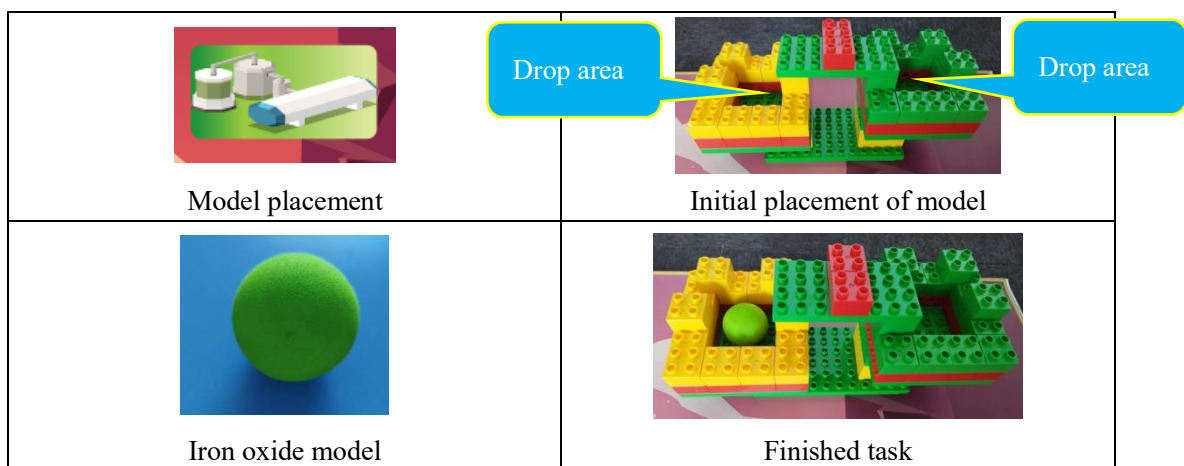 Drop area
Drop area
Model placement
Initial placement of model
Iron oxide model
Finished task